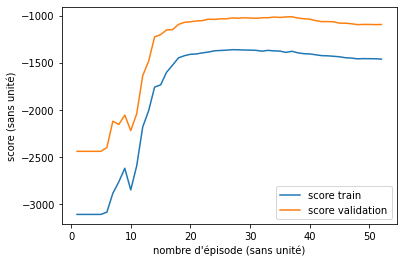 −1000
−1500
−2000
−2500
−3000
score (sans unité)
score train
score validation
0
10
20
30
40
50
nombre d'épisode (sans unité)